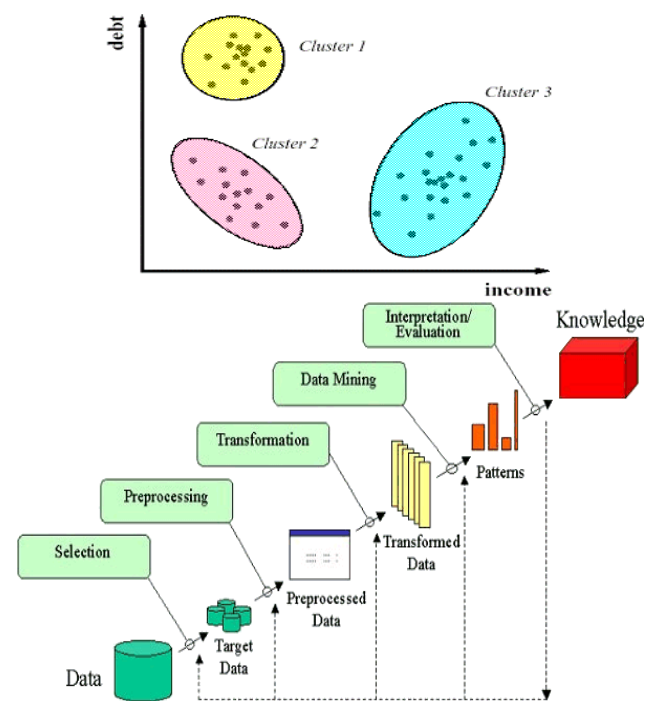 debt
Cluster 1
Cluster 3
Cluster 2
income
Interpretation/
Evaluation
Knowledge
Data Mining
Transformation
Patterns
Preprocessing
Transformed
Data
Selection
Preprocessed
Data
Target
Data
Data